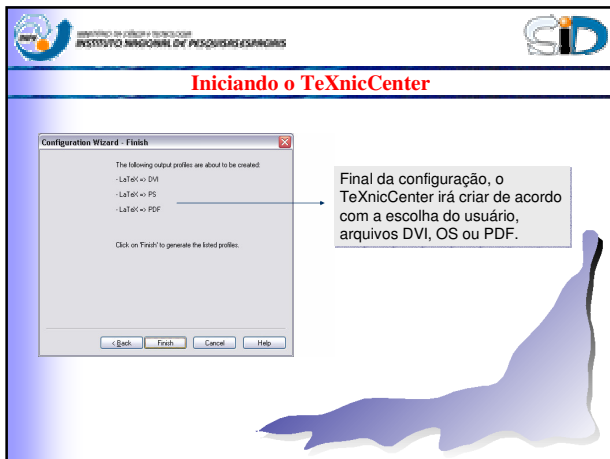 INPE
MINISTÉRIO DA CIÊNCIA E TECNOLOGIA
INSTITUTO NACIONAL DE PESQUISAS ESPACIAIS
SiD
Iniciando o TeXnicCenter
Configuration Wizard - Finish
The following output profiles are about to be created:
- LaTeX => DVI
- LaTeX => PS
- LaTeX => PDF
Click on 'Finish' to generate the listed profiles.
< Back
Finish
Cancel
Help
Final da configuração, o
TeXnicCenter irá criar de acordo
com a escolha do usuário,
arquivos DVI, OS ou PDF.